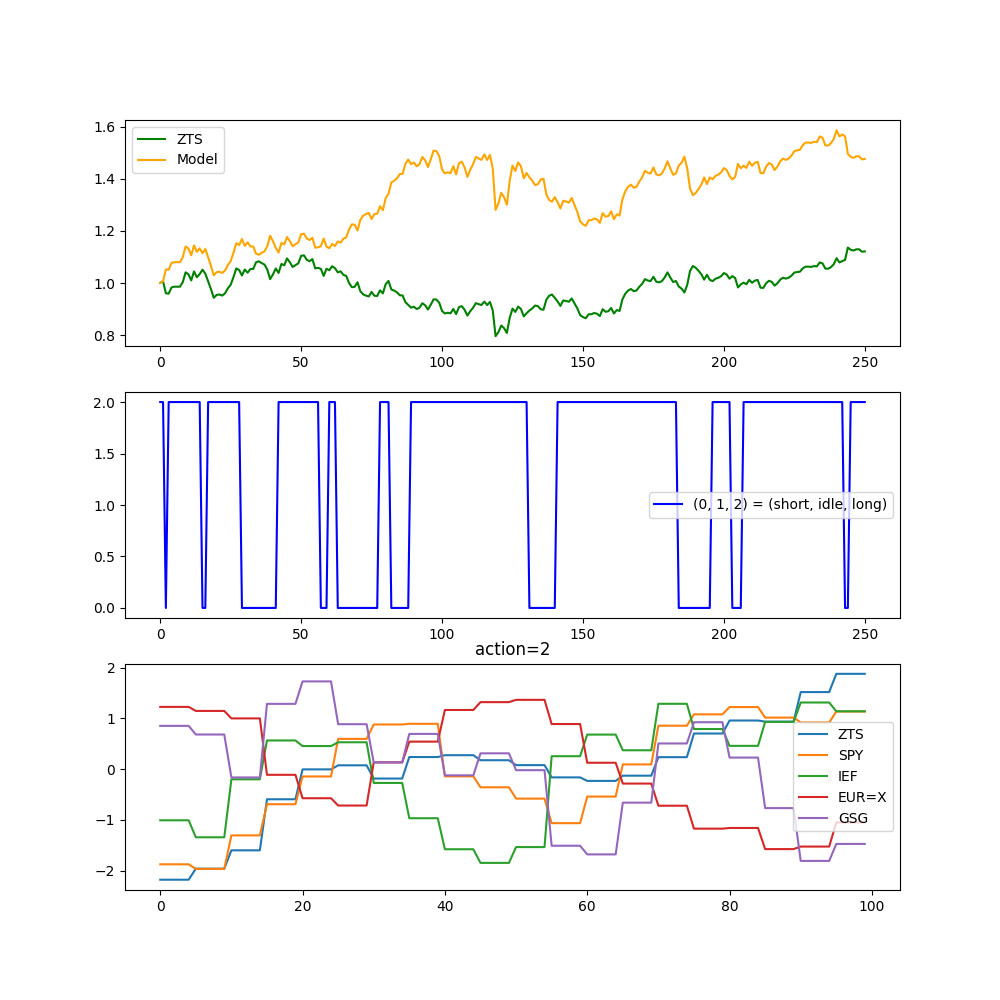 1.6
1.4
1.2
1.0
0.8
ZTS
Model
0 50 100 150 200 250
2.0
1.5
1.0
0.5
0.0
(0, 1, 2) = (short, idle, long)
0 50 100 150 200 250
action=2
2
1
0
−1
−2
ZTS
SPY
IEF
EUR=X
GSG
0 20 40 60 80 100